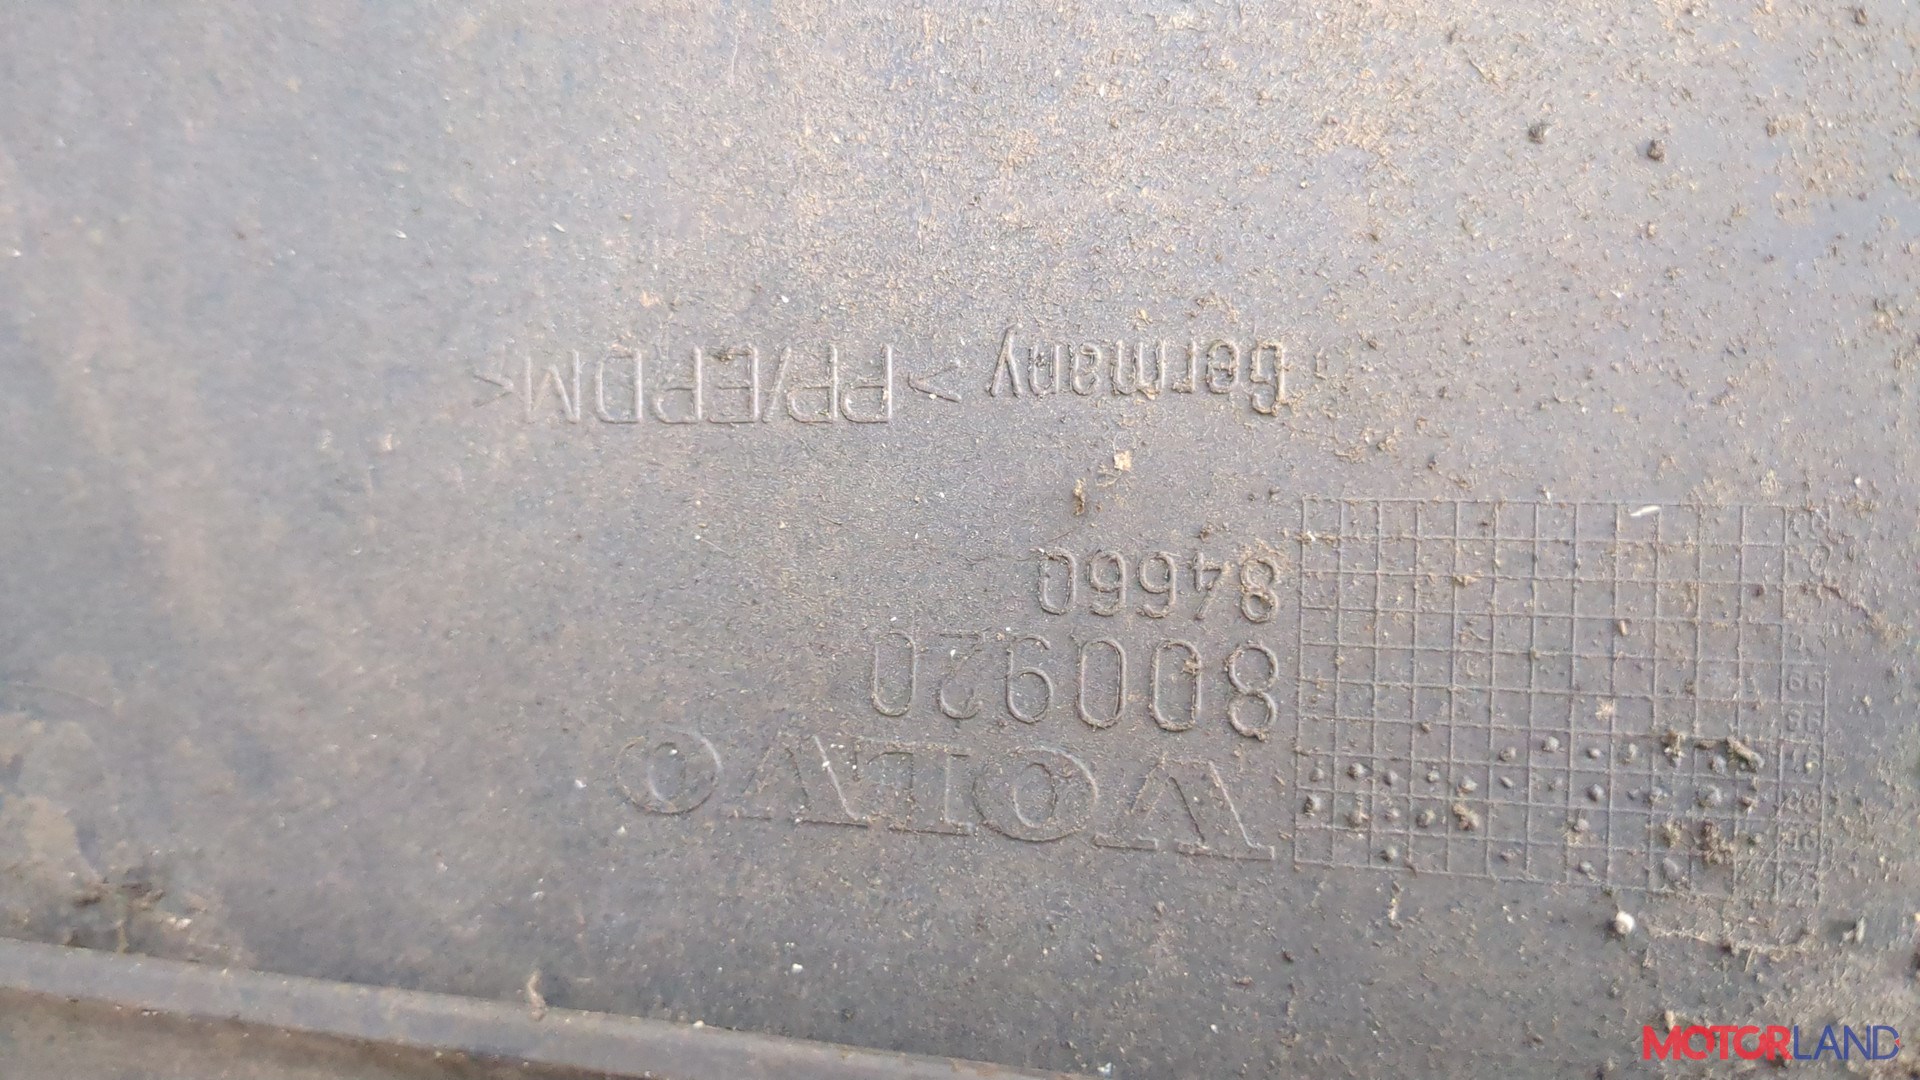 VOLVO
800920
84660
Germany >PP/EPDM<
MOTORLAND